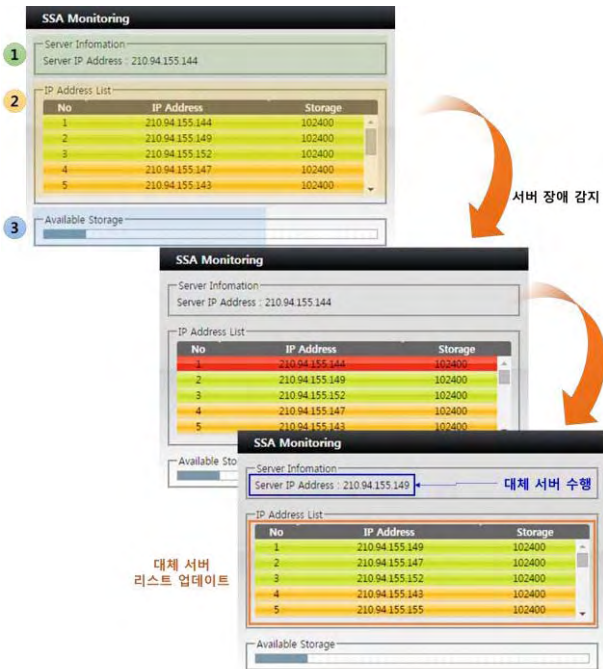 SSA Monitoring
1
Server Infomation
Server IP Address : 210.94.155.144
2
IP Address List
No IP Address Storage
1 210.94.155.144 102400
2 210.94.155.149 102400
3 210.94.155.152 102400
4 210.94.155.147 102400
5 210.94.155.143 102400
3
Available Storage
서버 장애 감지
SSA Monitoring
Server Infomation
Server IP Address : 210.94.155.144
IP Address List
No IP Address Storage
1 210.94.155.144 102400
2 210.94.155.149 102400
3 210.94.155.152 102400
4 210.94.155.147 102400
5 210.94.155.143 102400
Available Sto
SSA Monitoring
Server Infomation
Server IP Address : 210.94.155.149
대체 서버 수행
IP Address List
No IP Address Storage
1 210.94.155.149 102400
2 210.94.155.147 102400
3 210.94.155.152 102400
4 210.94.155.143 102400
5 210.94.155.155 102400
대체 서버
리스트 업데이트
Available Storage